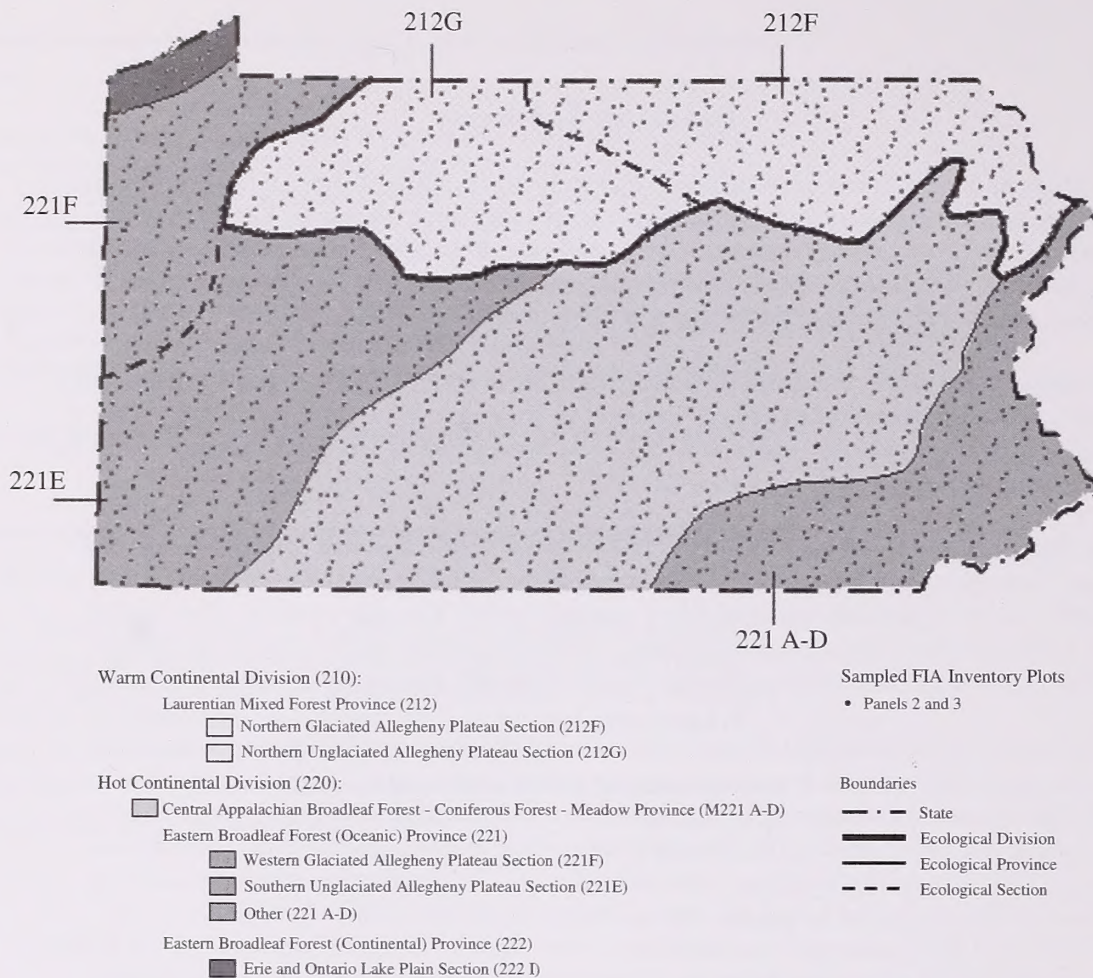 212G
212F
221F
221E
221 A-D
Warm Continental Division (210):
Laurentian Mixed Forest Province (212)
Northern Glaciated Allegheny Plateau Section (212F)
Northern Unglaciated Allegheny Plateau Section (212G)
Hot Continental Division (220):
Central Appalachian Broadleaf Forest - Coniferous Forest - Meadow Province (M221 A-D)
Eastern Broadleaf Forest (Oceanic) Province (221)
Western Glaciated Allegheny Plateau Section (221F)
Southern Unglaciated Allegheny Plateau Section (221E)
Other (221 A-D)
Eastern Broadleaf Forest (Continental) Province (222)
Erie and Ontario Lake Plain Section (222 I)
Sampled FIA Inventory Plots
• Panels 2 and 3
Boundaries
State
Ecological Division
Ecological Province
Ecological Section